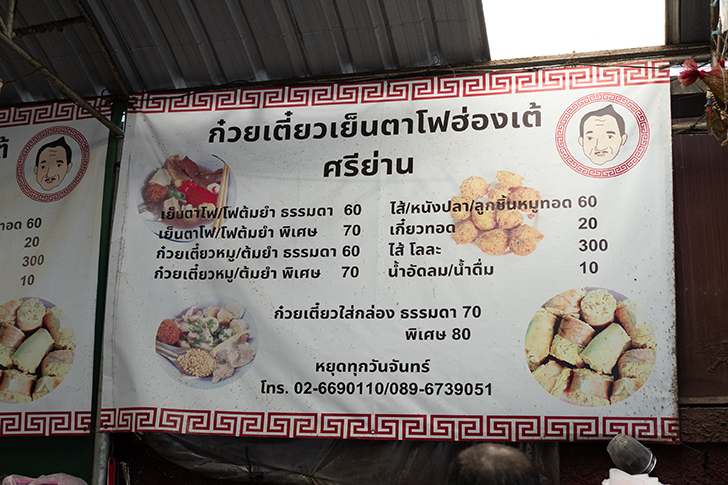 ก๋วยเตี๋ยวเย็นตาโฟฮ่องเต้
ศรีย่าน
เย็นตาโฟ/โฟต้มยำ ธรรมดา 60
เย็นตาโฟ/โฟต้มยำ พิเศษ 70
ก๋วยเตี๋ยวหมู/ต้มยำ ธรรมดา 60
ก๋วยเตี๋ยวหมู/ต้มยำ พิเศษ 70
ไส้/หนังปลา/ลูกชิ้นหมูทอด 60
เกี๊ยวทอด 20
ไส้ โลละ 300
น้ำอัดลม/น้ำดื่ม 10
ก๋วยเตี๋ยวใส่กล่อง ธรรมดา 70
พิเศษ 80
หยุดทุกวันจันทร์
โทร. 02-6690110/089-6739051
ทอด 60
20
300
10